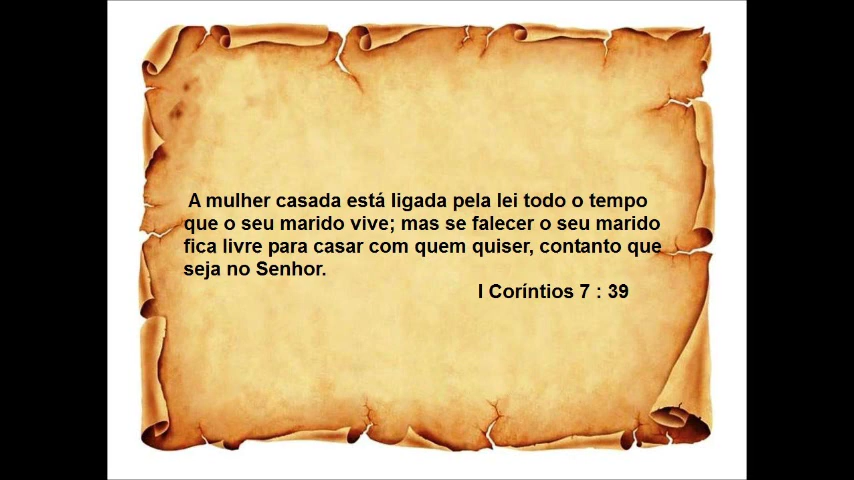 A mulher casada está ligada pela lei todo o tempo
que o seu marido vive; mas se falecer o seu marido
fica livre para casar com quem quiser, contanto que
seja no Senhor.
I Coríntios 7 : 39